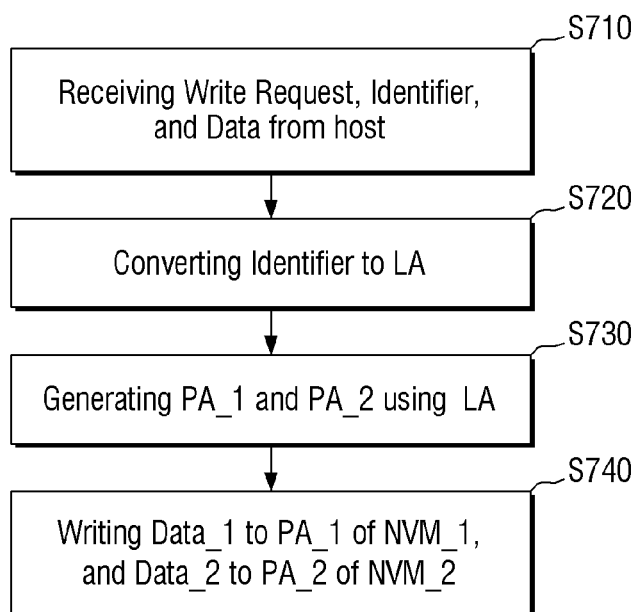 S710
Receiving Write Request, Identifier,
and Data from host
S720
Converting Identifier to LA
S730
Generating PA_1 and PA_2 using LA
S740
Writing Data_1 to PA_1 of NVM_1,
and Data_2 to PA_2 of NVM_2